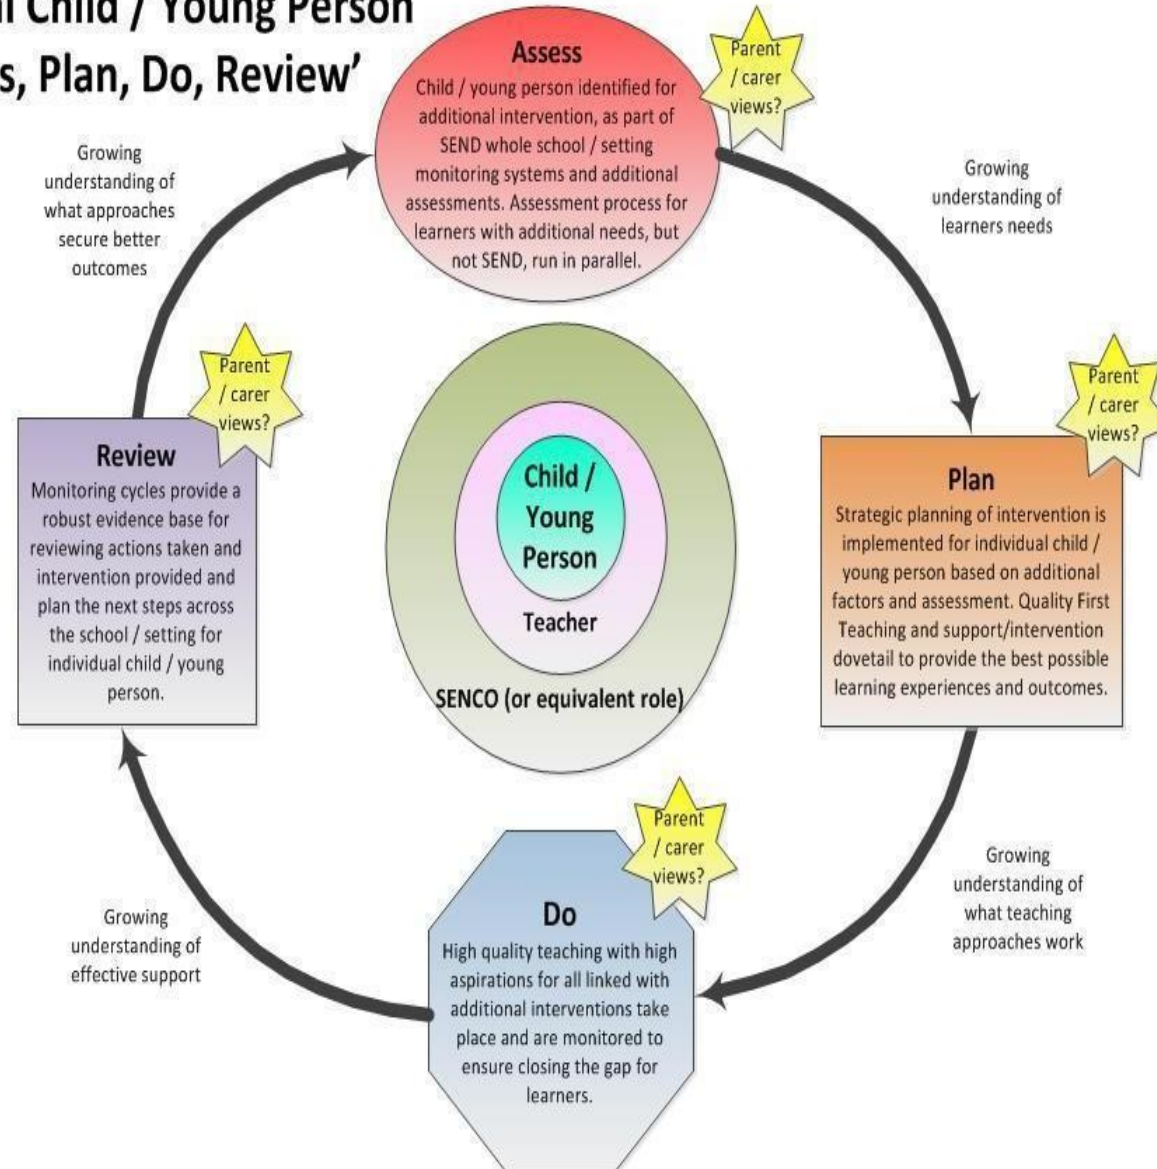 Child / Young Person
Plan, Do, Review’
Assess
Child / young person identified for
additional intervention, as part of
SEND whole school / setting
monitoring systems and additional
assessments. Assessment process for
learners with additional needs, but
not SEND, run in parallel.
Parent
/ carer
views?
Growing
understanding of
learners needs
Parent
/ carer
views?
Plan
Strategic planning of intervention is
implemented for individual child /
young person based on additional
factors and assessment. Quality First
Teaching and support/intervention
dovetail to provide the best possible
learning experiences and outcomes.
Growing
understanding of
what teaching
approaches work
Parent
/ carer
views?
Do
High quality teaching with high
aspirations for all linked with
additional interventions take
place and are monitored to
ensure closing the gap for
learners.
Growing
understanding of
effective support
Parent
/ carer
views?
Review
Monitoring cycles provide a
robust evidence base for
reviewing actions taken and
intervention provided and
plan the next steps across
the school / setting for
individual child / young
person.
Growing
understanding of
what approaches
secure better
outcomes
Child /
Young
Person
Teacher
SENCO (or equivalent role)